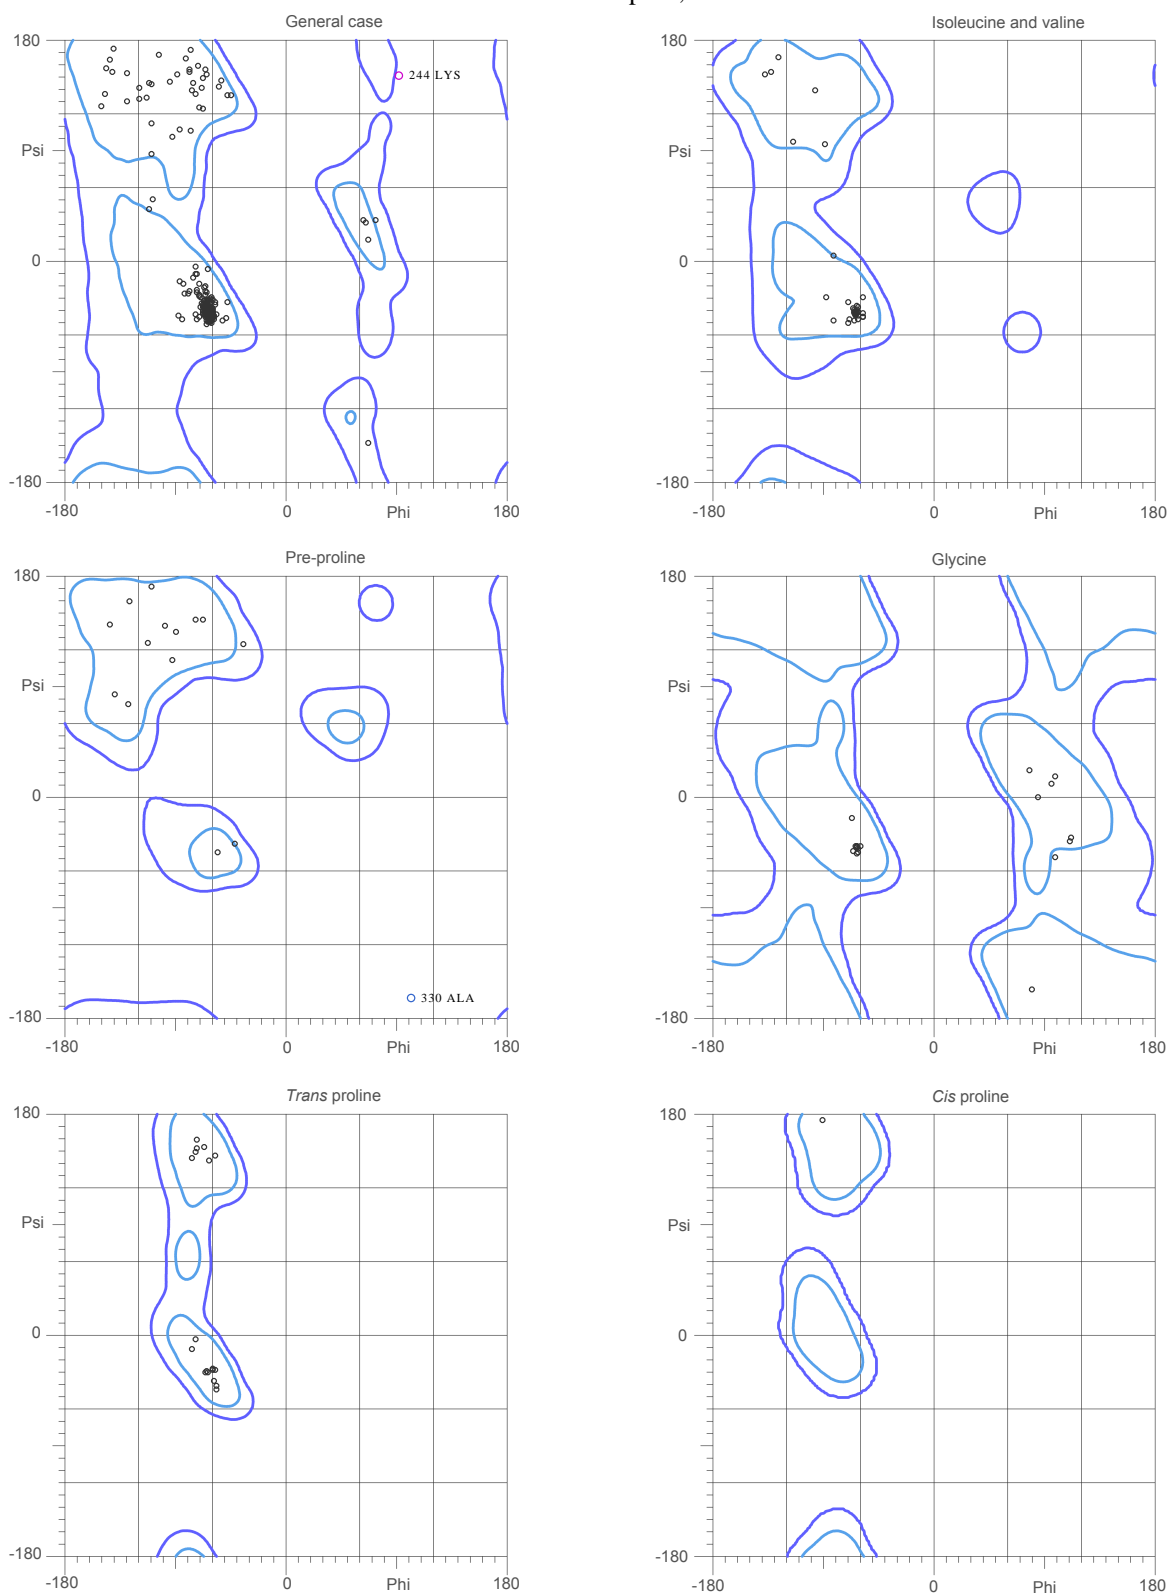 General case
Isoleucine and valine
180
180
244 LYS
Psi
Psi
0
0
-180
-180
-180
0
Phi
180
-180
0
Phi
180
Pre-proline
Glycine
180
180
Psi
Psi
0
0
330 ALA
-180
-180
-180
0
Phi
180
-180
0
Phi
180
Trans proline
Cis proline
180
180
Psi
Psi
0
0
-180
-180
-180
0
Phi
180
-180
0
Phi
180